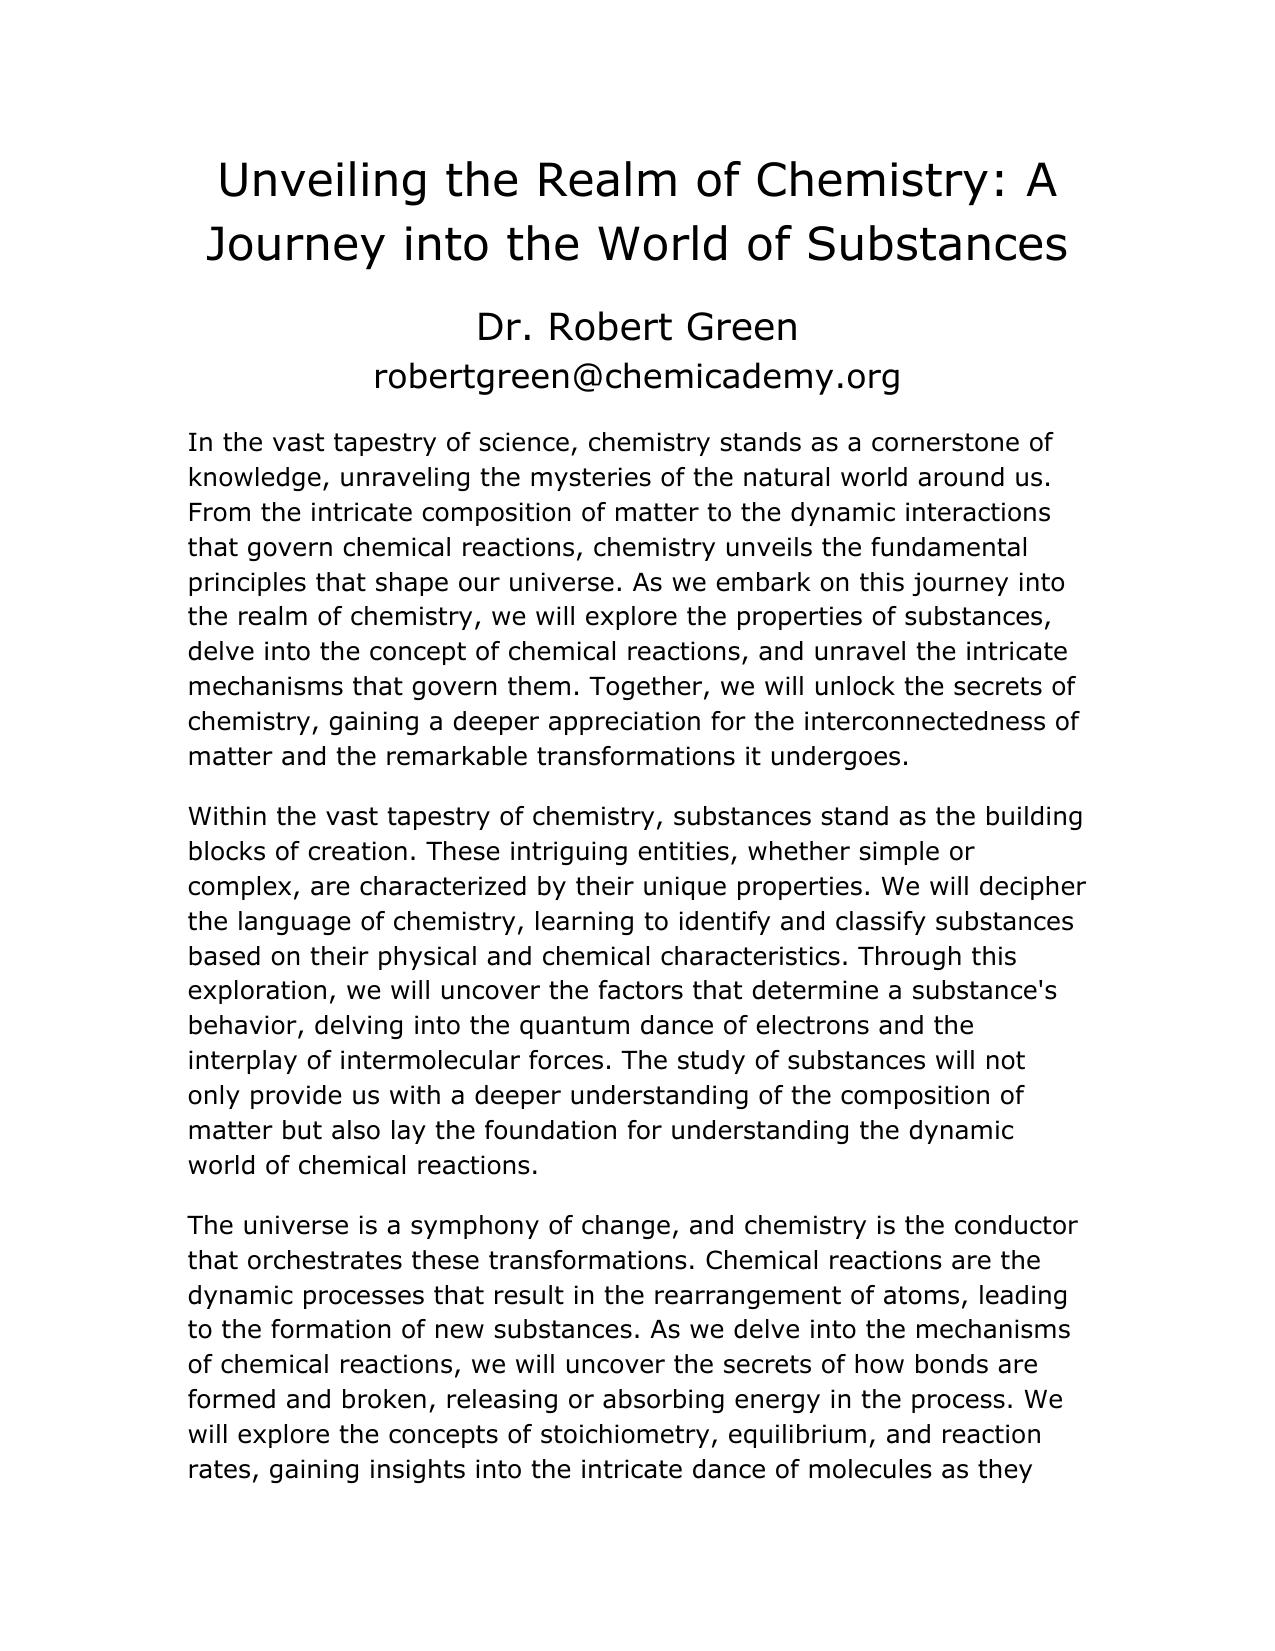 Unveiling the Realm of Chemistry: A
Journey into the World of Substances
Dr. Robert Green
robertgreen@chemicademy.org
In the vast tapestry of science, chemistry stands as a cornerstone of
knowledge, unraveling the mysteries of the natural world around us.
From the intricate composition of matter to the dynamic interactions
that govern chemical reactions, chemistry unveils the fundamental
principles that shape our universe. As we embark on this journey into
the realm of chemistry, we will explore the properties of substances,
delve into the concept of chemical reactions, and unravel the intricate
mechanisms that govern them. Together, we will unlock the secrets of
chemistry, gaining a deeper appreciation for the interconnectedness of
matter and the remarkable transformations it undergoes.
Within the vast tapestry of chemistry, substances stand as the building
blocks of creation. These intriguing entities, whether simple or
complex, are characterized by their unique properties. We will decipher
the language of chemistry, learning to identify and classify substances
based on their physical and chemical characteristics. Through this
exploration, we will uncover the factors that determine a substance's
behavior, delving into the quantum dance of electrons and the
interplay of intermolecular forces. The study of substances will not
only provide us with a deeper understanding of the composition of
matter but also lay the foundation for understanding the dynamic
world of chemical reactions.
The universe is a symphony of change, and chemistry is the conductor
that orchestrates these transformations. Chemical reactions are the
dynamic processes that result in the rearrangement of atoms, leading
to the formation of new substances. As we delve into the mechanisms
of chemical reactions, we will uncover the secrets of how bonds are
formed and broken, releasing or absorbing energy in the process. We
will explore the concepts of stoichiometry, equilibrium, and reaction
rates, gaining insights into the intricate dance of molecules as they